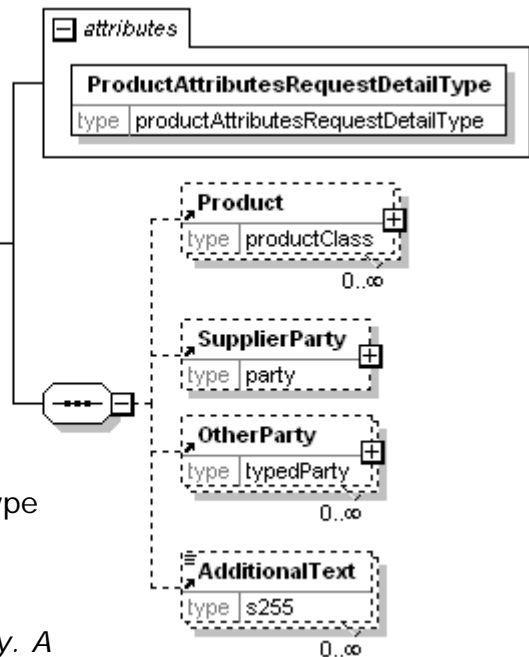 attributes
ProductAttributesRequestDetailType
type productAttributesRequestDetailType
Product
type productClass
0..∞
SupplierParty
type party
OtherParty
type typedParty
0..∞
ype
AdditionalText
type s255
y. A
0..∞